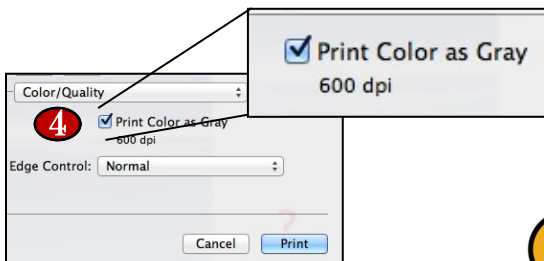 Print Color as Gray
600 dpi
Color/Quality
4
Print Color as Gray
600 dpi
Edge Control: Normal
?
Cancel Print